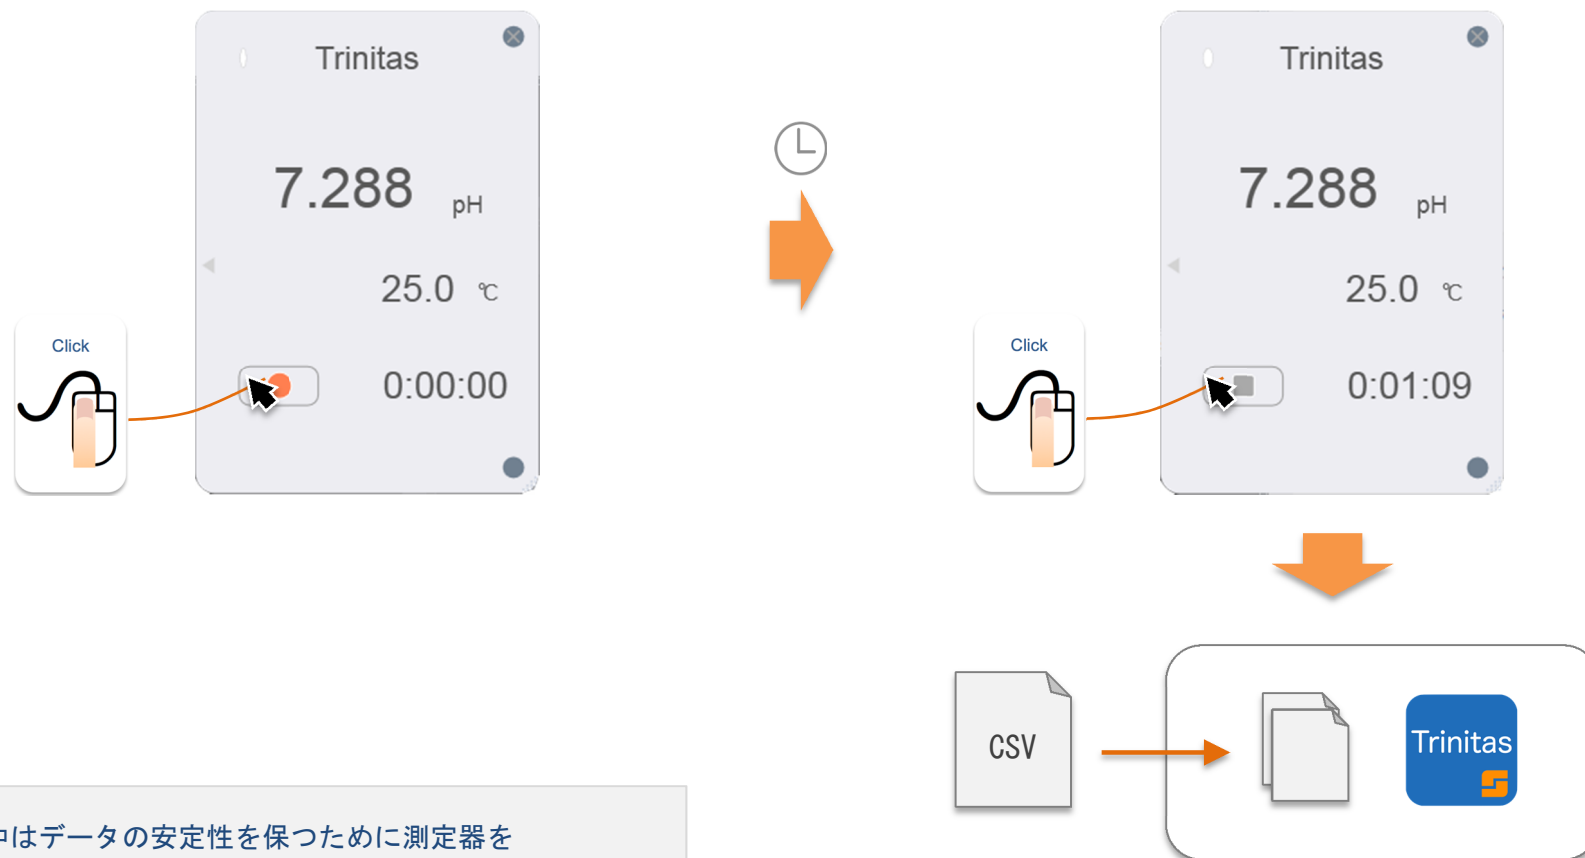 Trinitas
7.288 pH
25.0 ℃
Click
0:00:00
Trinitas
7.288 pH
25.0 ℃
Click
0:01:09
CSV
Trinitas
はデータの安定性を保つために測定器を